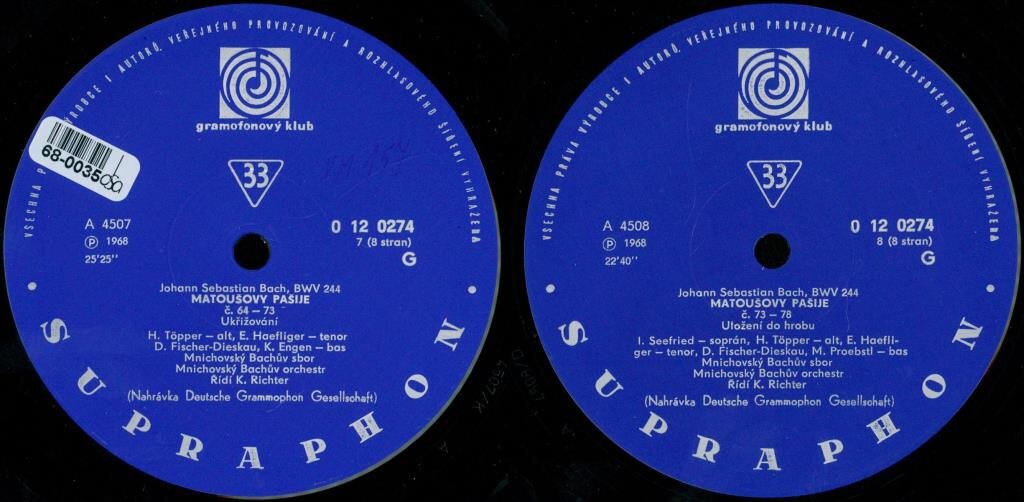 VŠECHNA P
ÝROBCE I AUTORŮ, VEŘEJNÉHO PROVOZOVÁNÍ A ROZHLASOVÉHO ŠÍŘENÍ VYHRAZENA
gramofonový klub
68-0035
33
A 4507
Ⓟ 1968
25'25''
0 12 0274
7 (8 stran)
G
Johann Sebastian Bach, BWV 244
MATOUŠOVY PAŠIJE
č. 64 – 73
Ukřižování
H. Töpper – alt, E. Haefliger – tenor
D. Fischer-Dieskau, K. Engen – bas
Mnichovský Bachův sbor
Mnichovský Bachův orchestr
Řídí K. Richter
(Nahrávka Deutsche Grammophon Gesellschaft)
SUPRAPHON
VŠECHNA PRÁVA VÝROBCE I AUTORŮ, VEŘEJNÉHO PROVOZOVÁNÍ A ROZHLASOVÉHO ŠÍŘENÍ VYHRAZENA
gramofonový klub
33
A 4508
Ⓟ 1968
22'40''
0 12 0274
8 (8 stran)
G
Johann Sebastian Bach, BWV 244
MATOUŠOVY PAŠIJE
č. 73 – 78
Uložení do hrobu
I. Seefried – soprán, H. Töpper – alt, E. Haefli-
ger – tenor, D. Fischer-Dieskau, M. Proebstl – bas
Mnichovský Bachův sbor
Mnichovský Bachův orchestr
Řídí K. Richter
(Nahrávka Deutsche Grammophon Gesellschaft)
SUPRAPHON